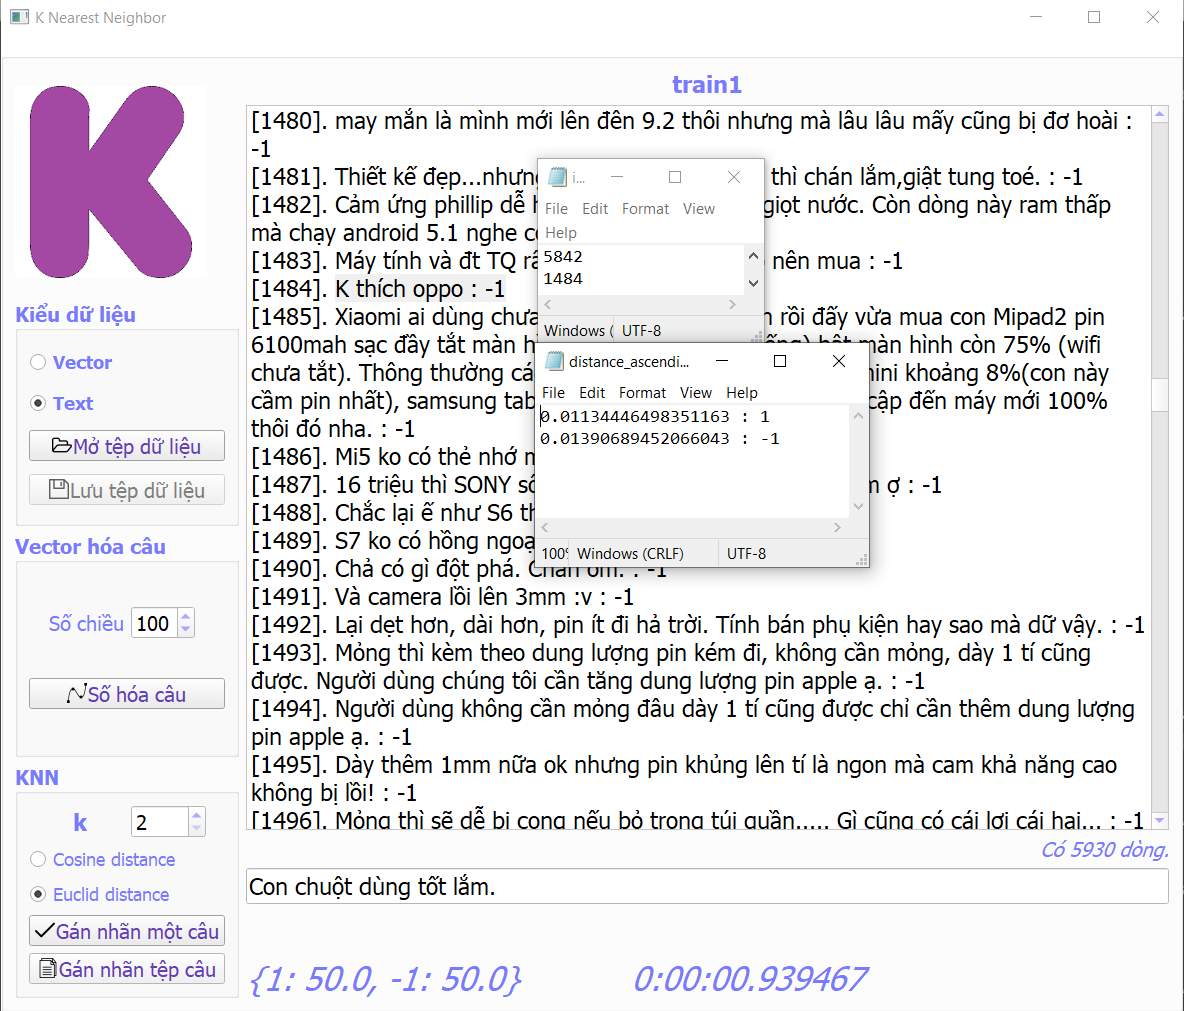 K Nearest Neighbor
K
Kiểu dữ liệu
Vector
Text
Mở tệp dữ liệu
Lưu tệp dữ liệu
Vector hóa câu
Số chiều 100
Số hóa câu
KNN
k 2
Cosine distance
Euclid distance
Gán nhãn một câu
Gán nhãn tệp câu
train1
[1480]. may mắn là mình mới lên đên 9.2 thôi nhưng mà lâu lâu mấy cũng bị đơ hoài :
-1
[1481]. Thiết kế đẹp...nhưng thì chán lắm,giật tung toé. : -1
[1482]. Cảm ứng phillip dễ giọt nước. Còn dòng này ram thấp
mà chạy android 5.1 nghe
[1483]. Máy tính và đt TQ nên mua : -1
[1484]. K thích oppo : -1
[1485]. Xiaomi ai dùng chưa rồi đấy vừa mua con Mipad2 pin
6100mah sạc đầy tắt màn màn hình còn 75% (wifi
chưa tắt). Thông thường khoảng 8%(con này
cầm pin nhất), samsung tab cập đến máy mới 100%
thôi đó nha. : -1
[1486]. Mi5 ko có thẻ nhớ
[1487]. 16 triệu thì SONY ợ : -1
[1488]. Chắc lại ế như S6
[1489]. S7 ko có hồng ngoạ
[1490]. Chả có gì đột phá. Chán ốm. : -1
[1491]. Và camera lồi lên 3mm :v : -1
[1492]. Lại dẹt hơn, dài hơn, pin ít đi hả trời. Tính bán phụ kiện hay sao mà dữ vậy. : -1
[1493]. Mỏng thì kèm theo dung lượng pin kém đi, không cần mỏng, dày 1 tí cũng
được. Người dùng chúng tôi cần tăng dung lượng pin apple ạ. : -1
[1494]. Người dùng không cần mỏng đâu dày 1 tí cũng được chỉ cần thêm dung lượng
pin apple ạ. : -1
[1495]. Dày thêm 1mm nữa ok nhưng pin khủng lên tí là ngon mà cam khả năng cao
không bị lồi! : -1
[1496]. Mỏng thì sẽ dễ bị cong nếu bỏ trong túi quần..... Gì cũng có cái lợi cái hại... : -1
i...
File Edit Format View
Help
5842
1484
Windows ( UTF-8
distance_ascendi...
File Edit Format View Help
0.01134446498351163 : 1
0.01390689452066043 : -1
100% Windows (CRLF) UTF-8
Có 5930 dòng.
Con chuột dùng tốt lắm.
{1: 50.0, -1: 50.0} 0:00:00.939467